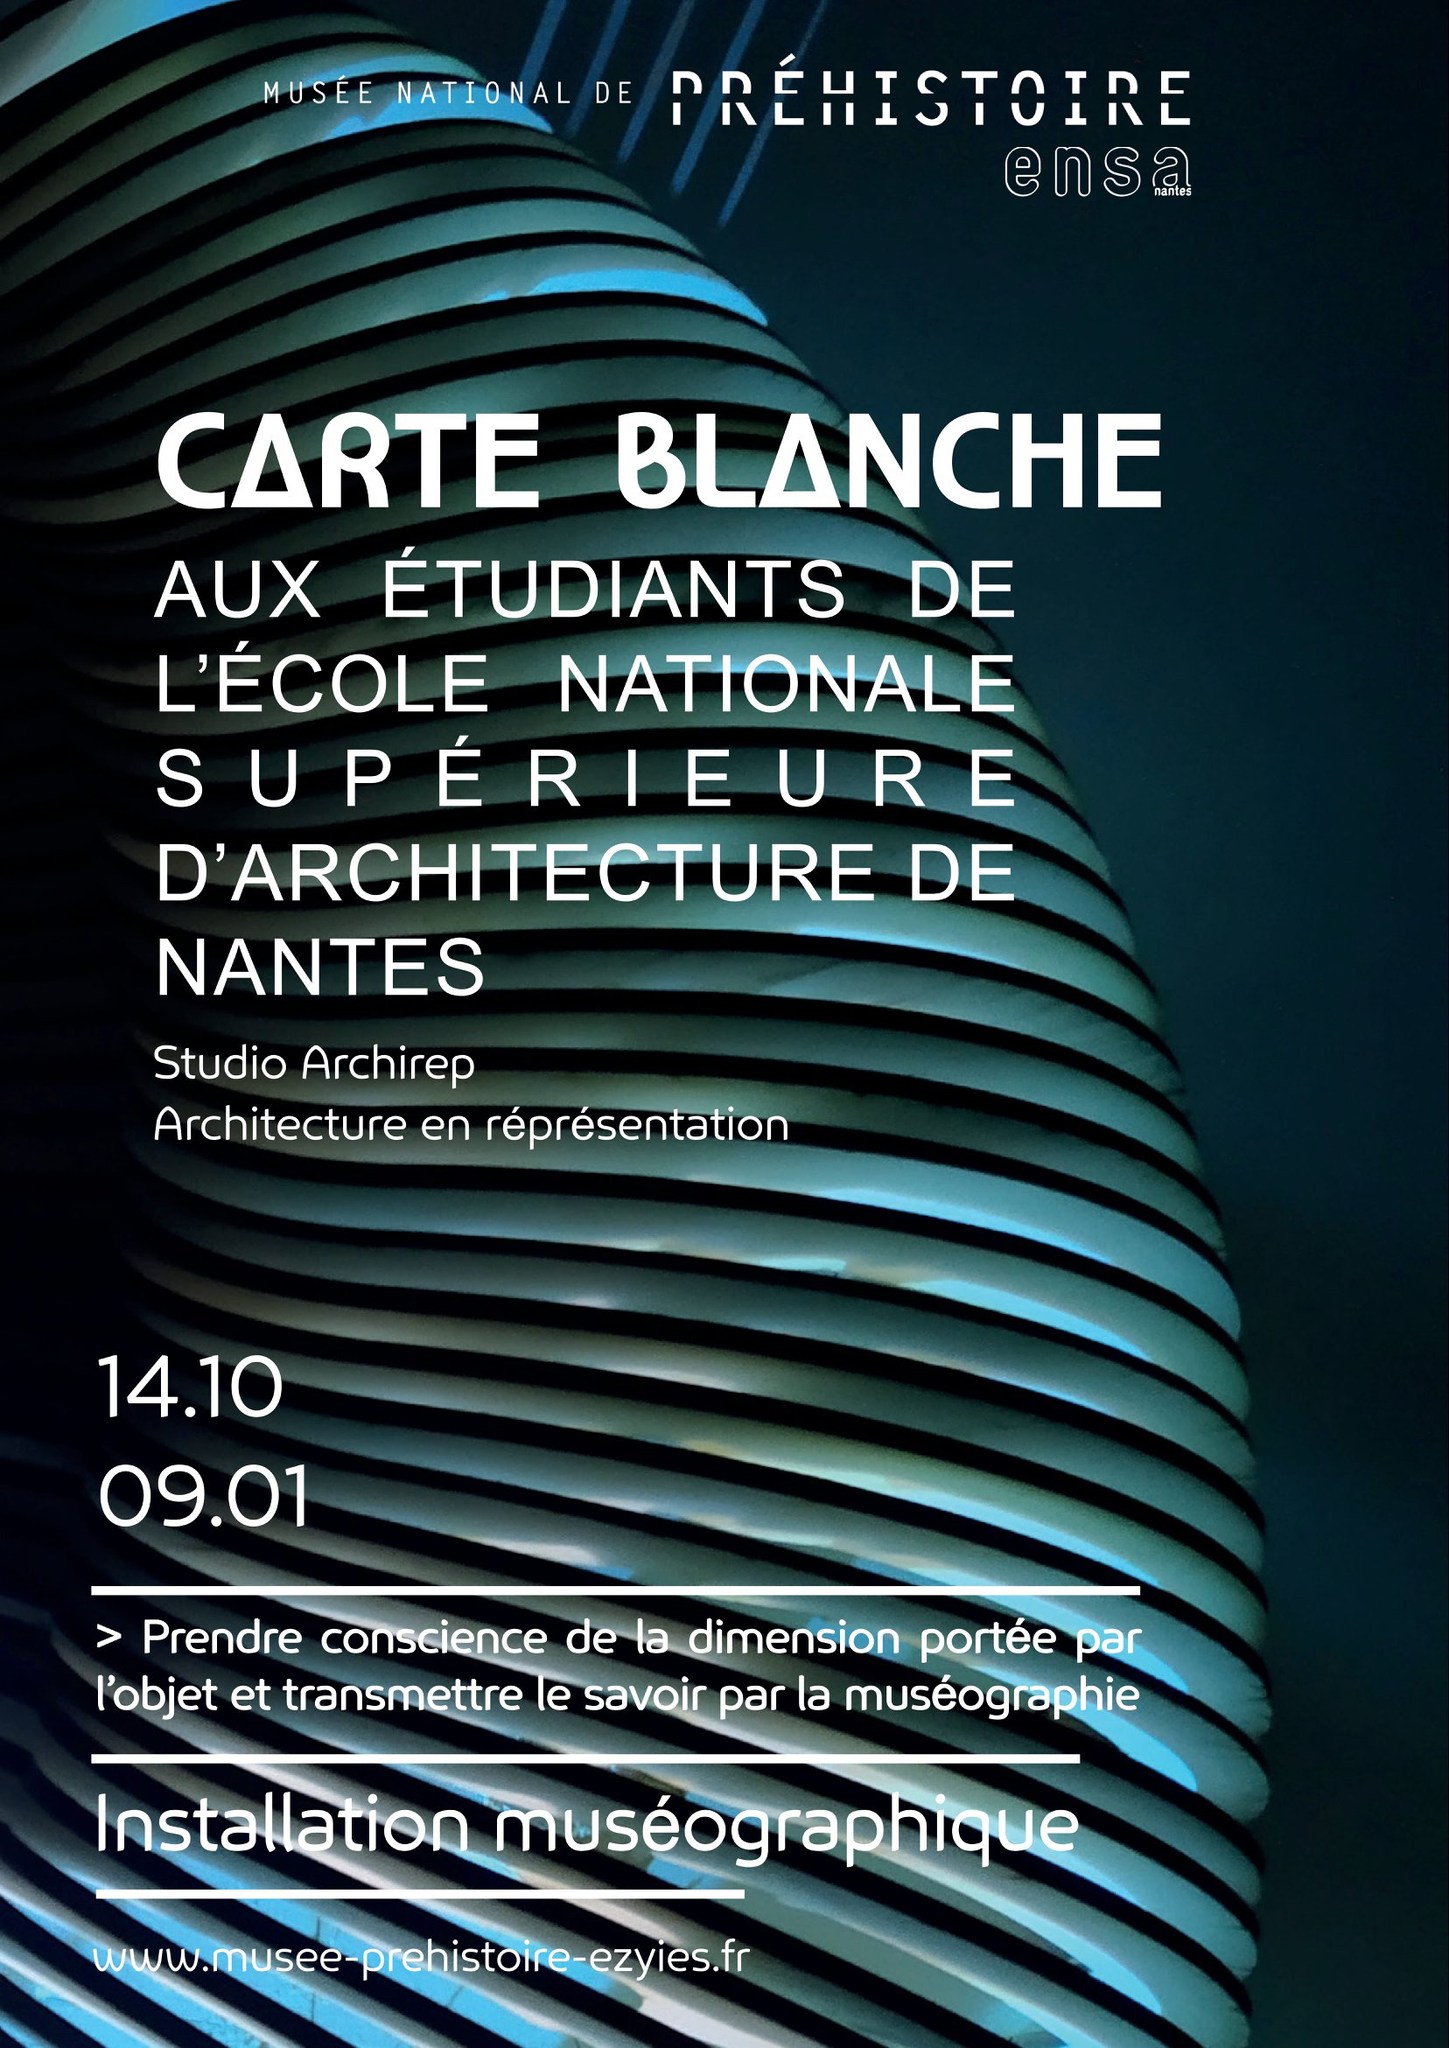 MUSÉE NATIONAL DE PRÉHISTOIRE
ensa
nantes
CARTE BLANCHE
AUX ÉTUDIANTS DE
L'ÉCOLE NATIONALE
SUPÉRIEURE
D'ARCHITECTURE DE
NANTES
Studio Archirep
Architecture en réprésentation
14.10
09.01
> Prendre conscience de la dimension portée par
l'objet et transmettre le savoir par la muséographie
Installation muséographique
www.musee-prehistoire-ezyies.fr